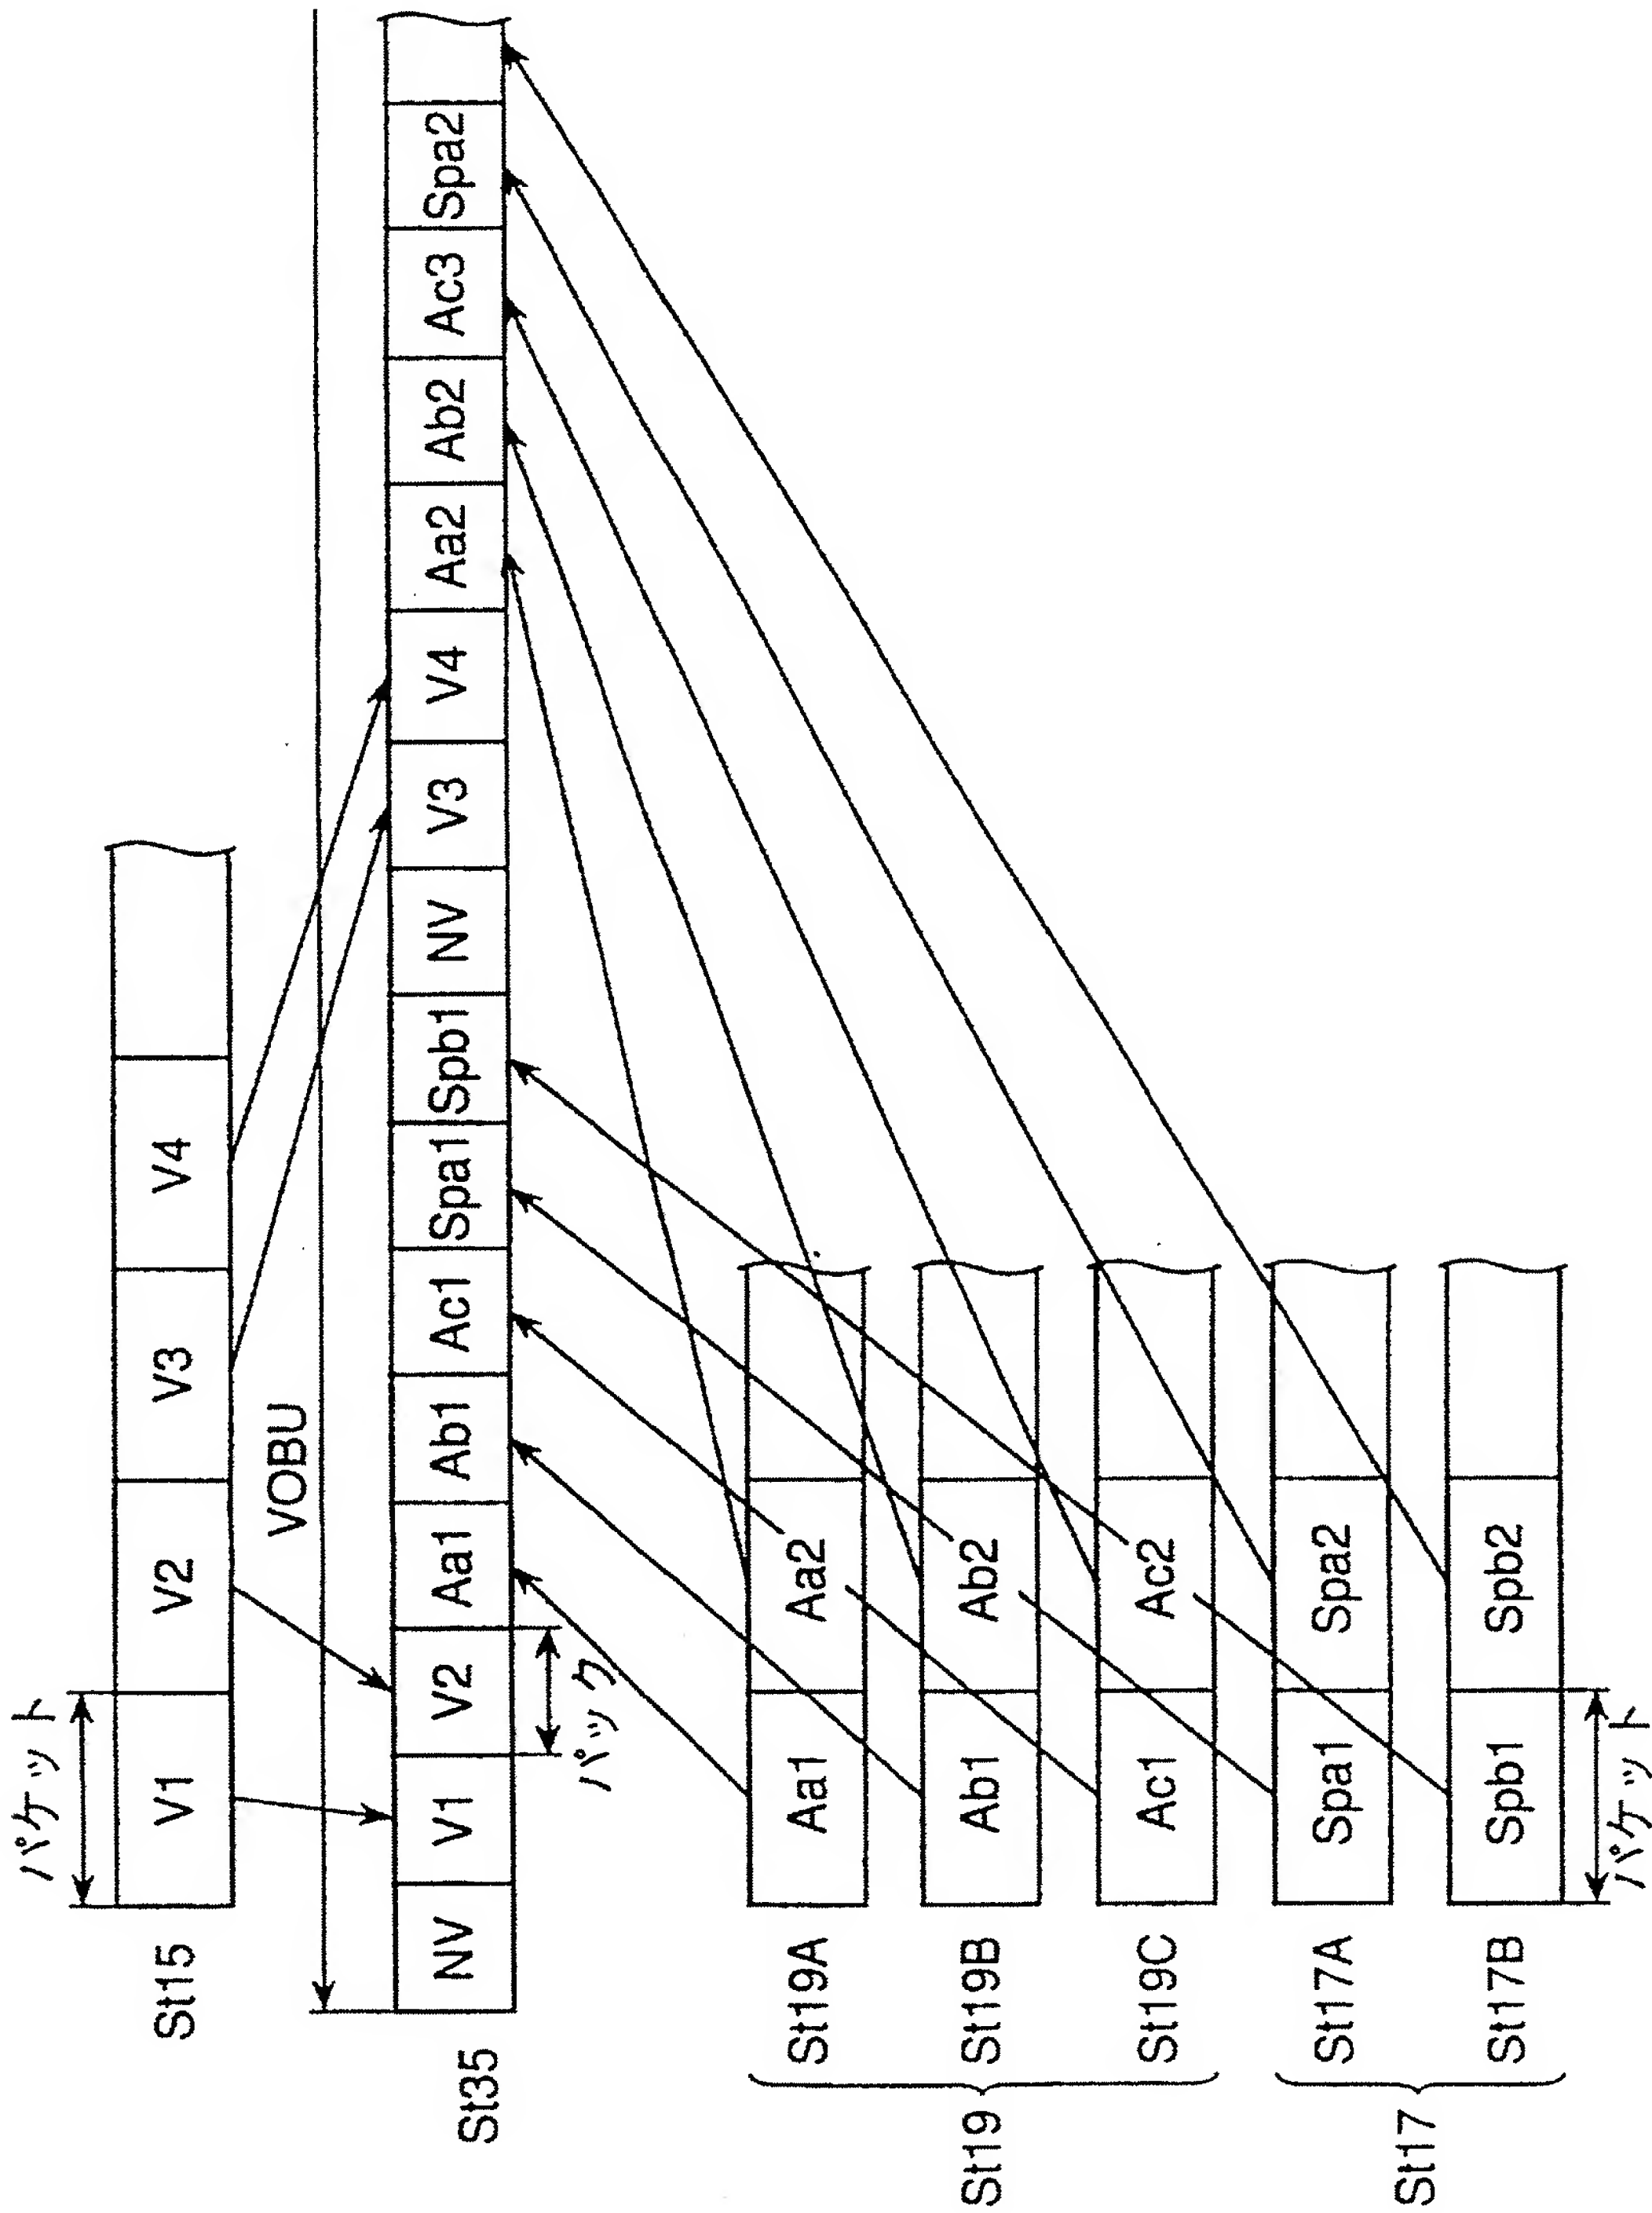 パケット
St15 V1 V2 V3 V4
VOBU
St35 NV V1 V2 Aa1 Ab1 Ac1 Spa1 Spb1 NV V3 V4 Aa2 Ab2 Ac3 Spa2
パック
St19
St19A Aa1 Aa2
St19B Ab1 Ab2
St19C Ac1 Ac2
St17
St17A Spa1 Spa2
St17B Spb1 Spb2
パケット